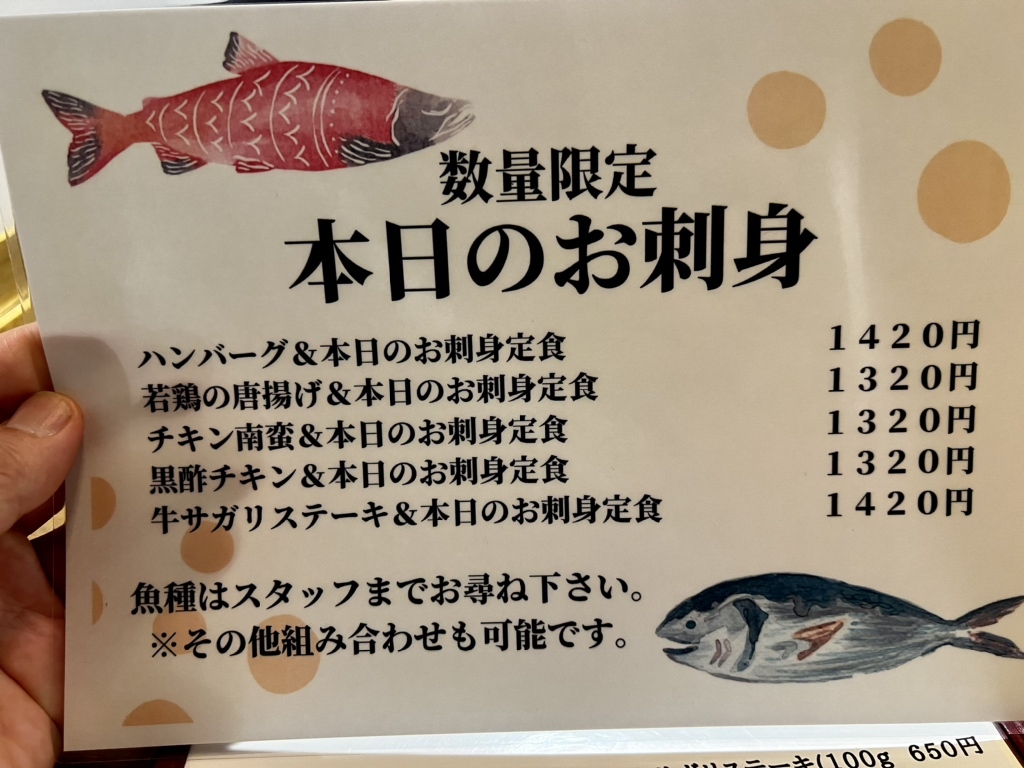 数量限定
本日のお刺身
ハンバーグ&本日のお刺身定食 1420円
若鶏の唐揚げ&本日のお刺身定食 1320円
チキン南蛮&本日のお刺身定食 1320円
黒酢チキン&本日のお刺身定食 1320円
牛サガリステーキ&本日のお刺身定食 1420円
魚種はスタッフまでお尋ね下さい。
※その他組み合わせも可能です。
リステーキ(100g 650円